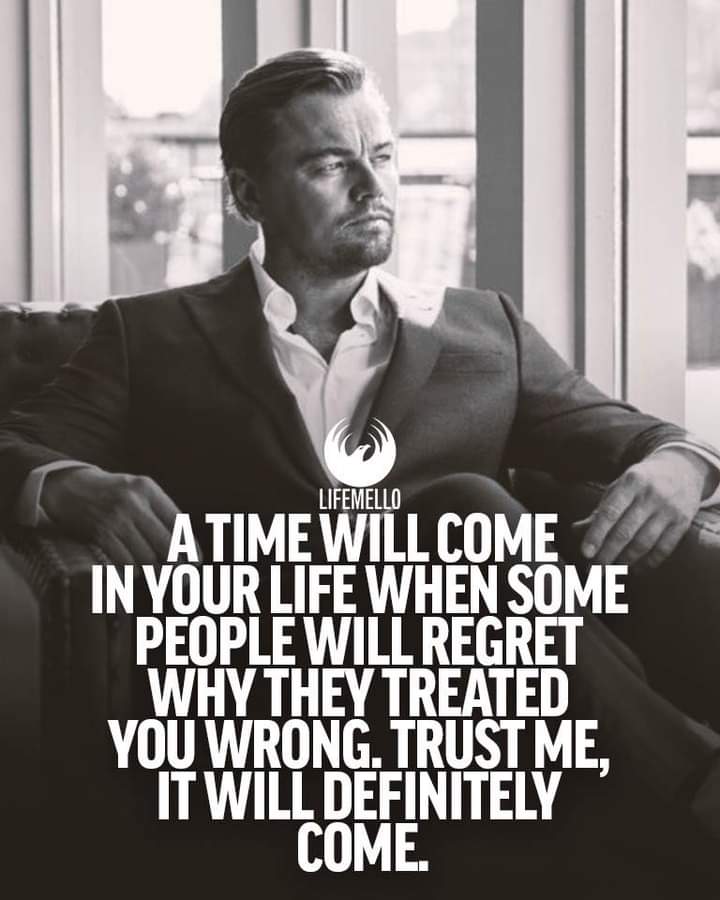 LIFEMELLO
A TIME WILL COME
IN YOUR LIFE WHEN SOME
PEOPLE WILL REGRET
WHY THEY TREATED
YOU WRONG. TRUST ME,
IT WILL DEFINITELY
COME.